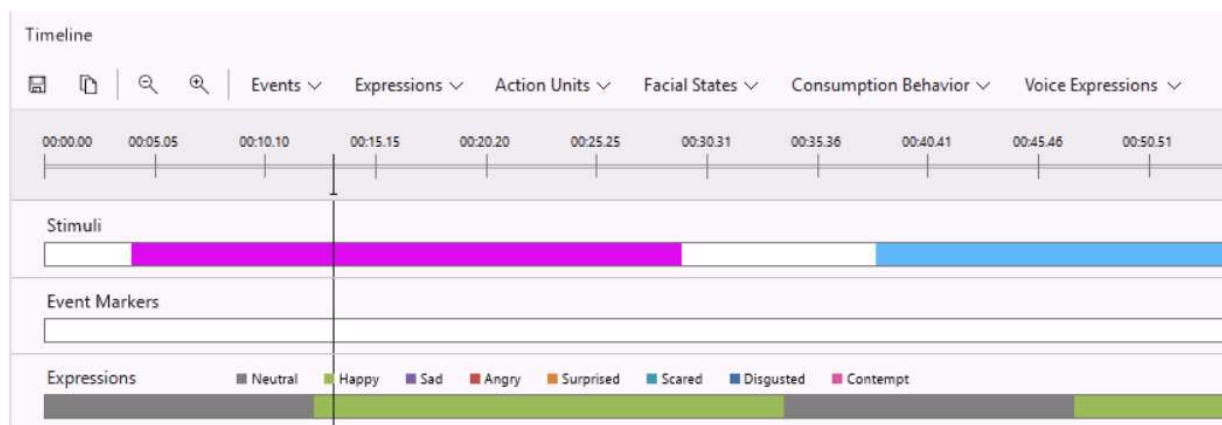 Timeline
Events Expressions Action Units Facial States Consumption Behavior Voice Expressions
00:00.00 00:05.05 00:10.10 00:15.15 00:20.20 00:25.25 00:30.31 00:35.36 00:40.41 00:45.46 00:50.51
Stimuli
Event Markers
Expressions Neutral Happy Sad Angry Surprised Scared Disgusted Contempt